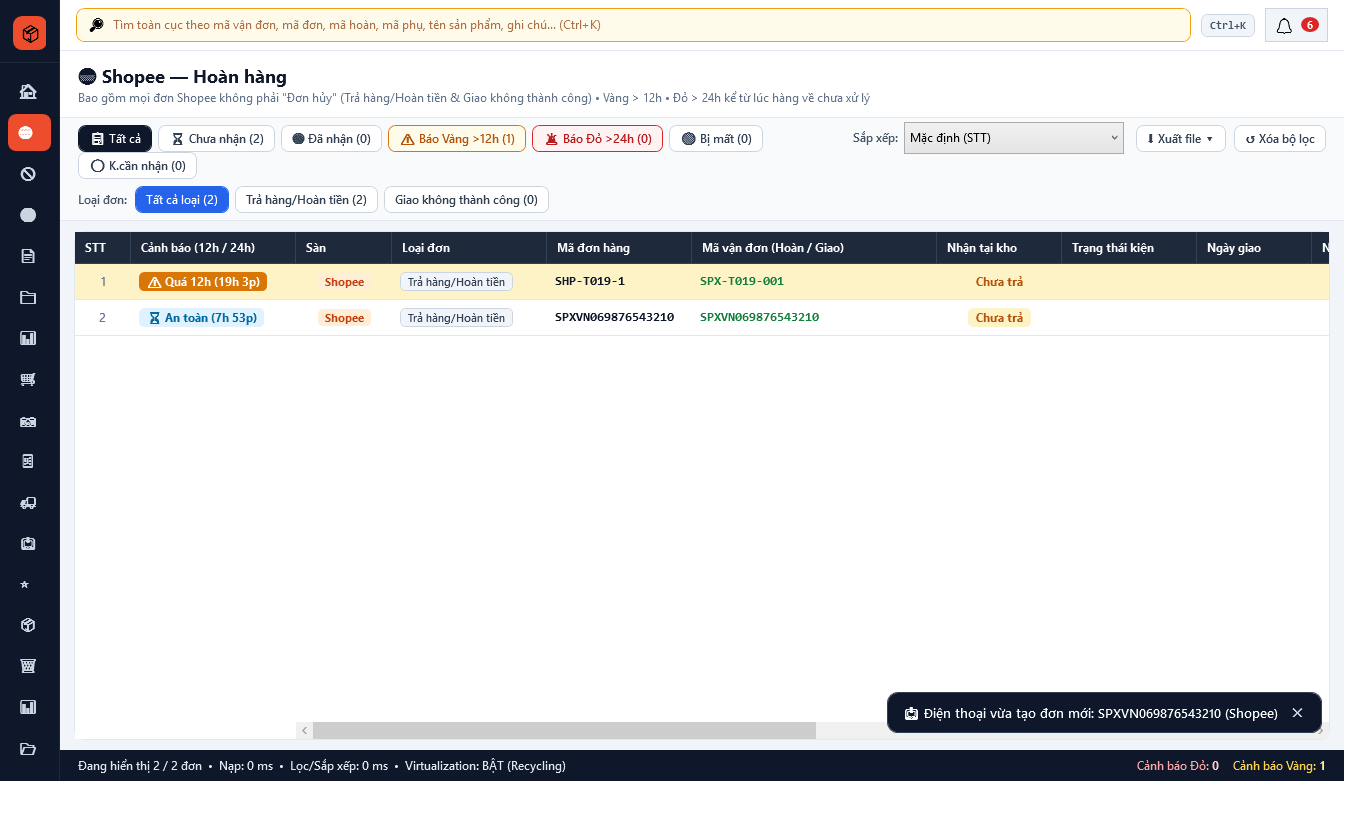 Tìm toàn cục theo mã vận đơn, mã đơn, mã hoàn, mã phụ, tên sản phẩm, ghi chú... (Ctrl+K)
Ctrl+K
6
Shopee — Hoàn hàng
Bao gồm mọi đơn Shopee không phải "Đơn hủy" (Trả hàng/Hoàn tiền & Giao không thành công) • Vàng > 12h • Đỏ > 24h kể từ lúc hàng về chưa xử lý
Tất cả Chưa nhận (2) Đã nhận (0) Báo Vàng >12h (1) Báo Đỏ >24h (0) Bị mất (0) Sắp xếp: Mặc định (STT) Xuất file Xóa bộ lọc
K.cần nhận (0)
Loại đơn: Tất cả loại (2) Trả hàng/Hoàn tiền (2) Giao không thành công (0)
STT Cảnh báo (12h / 24h) Sàn Loại đơn Mã đơn hàng Mã vận đơn (Hoàn / Giao) Nhận tại kho Trạng thái kiện Ngày giao N
1 Quá 12h (19h 3p) Shopee Trả hàng/Hoàn tiền SHP-T019-1 SPX-T019-001 Chưa trả
2 An toàn (7h 53p) Shopee Trả hàng/Hoàn tiền SPXVN069876543210 SPXVN069876543210 Chưa trả
Điện thoại vừa tạo đơn mới: SPXVN069876543210 (Shopee)
Đang hiển thị 2 / 2 đơn • Nạp: 0 ms • Lọc/Sắp xếp: 0 ms • Virtualization: BẬT (Recycling) Cảnh báo Đỏ: 0 Cảnh báo Vàng: 1